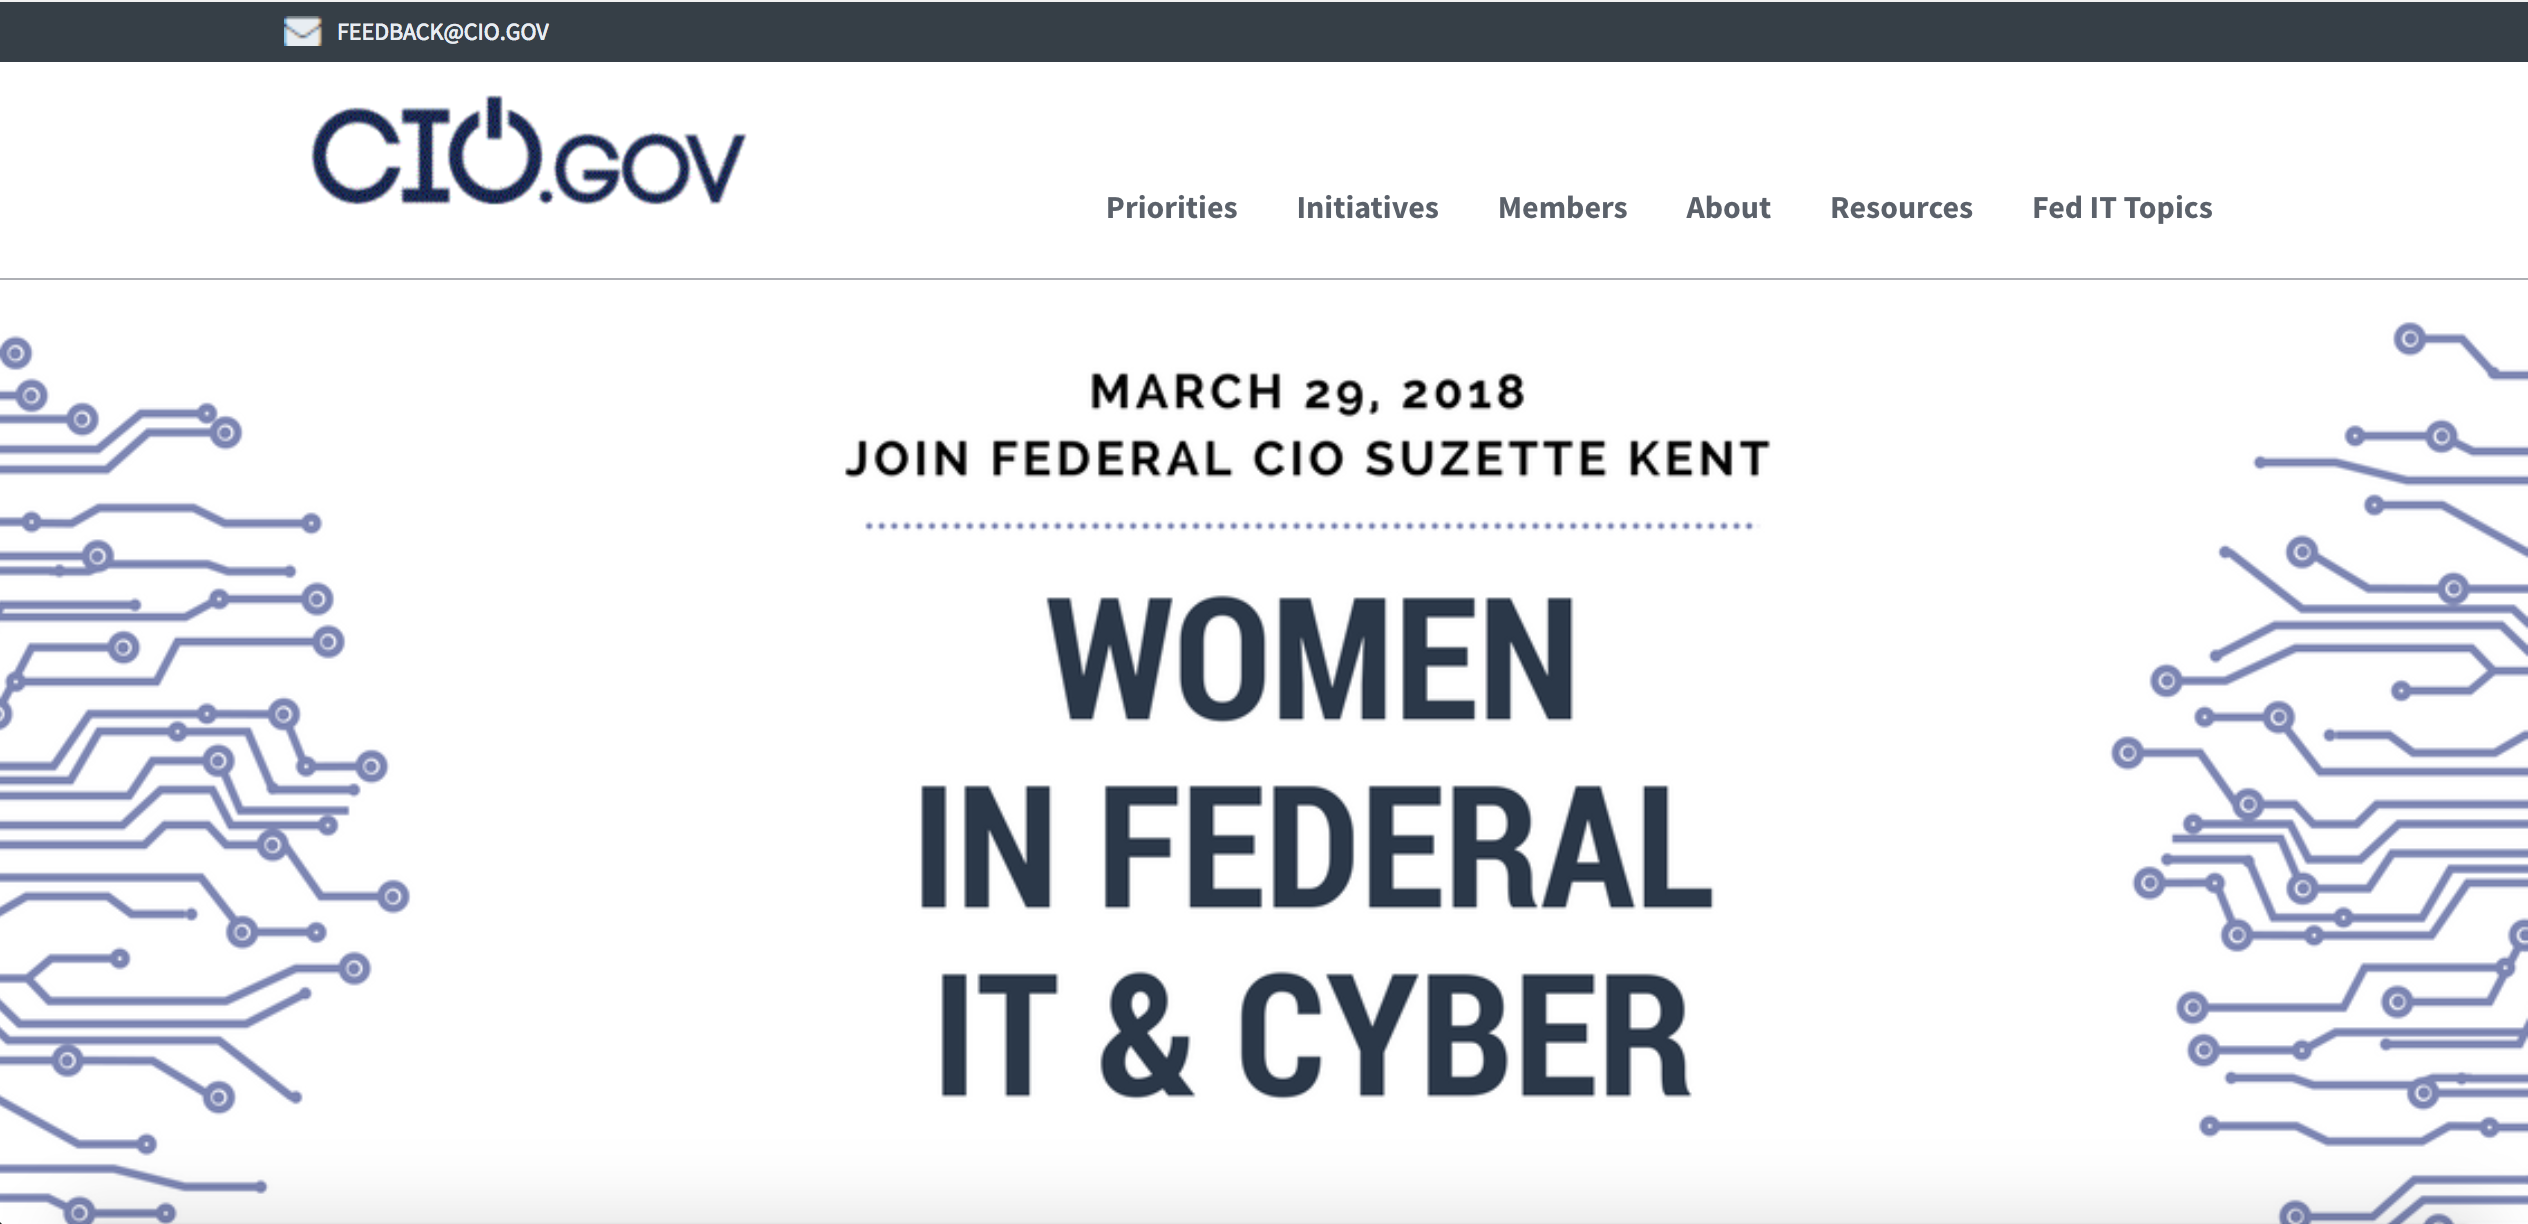 FEEDBACK@CIO.GOV
CIO.GOV
Priorities Initiatives Members About Resources Fed IT Topics
MARCH 29, 2018
JOIN FEDERAL CIO SUZETTE KENT
WOMEN
IN FEDERAL
IT & CYBER